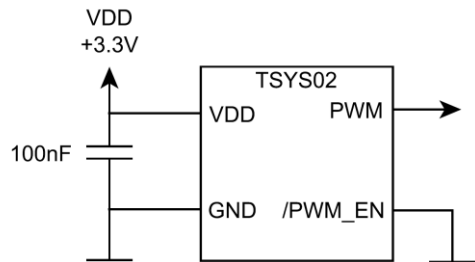 VDD
+3.3V
TSYS02
VDD
PWM
100nF
GND
/PWM_EN